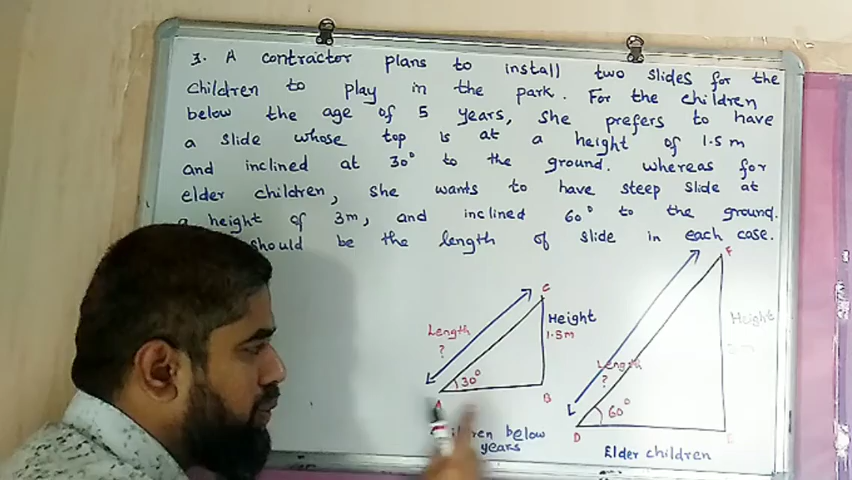 3. A contractor plans to install two slides for the
children to play in the park. For the children
below the age of 5 years, she prefers to have
a slide whose top is at a height of 1.5 m
and inclined at 30° to the ground. whereas for
elder children, she wants to have steep slide at
a height of 3m, and inclined 60° to the ground.
should be the length of slide in each case.
C
Length
?
Height
1.5m
30°
A
B
below
years
F
Length
?
Height
60°
D
Elder children